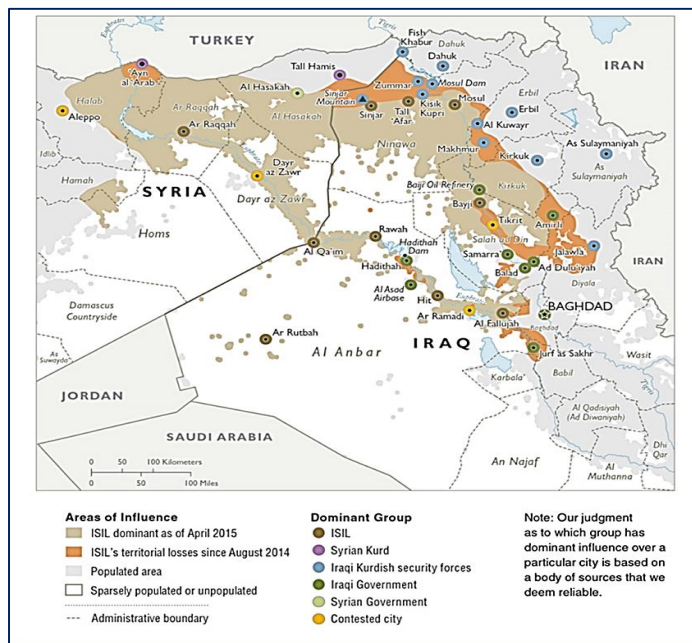 TURKEY
Euphrates
Tigris
Fish
Khabur
Dahuk
Dahuk
IRAN
'Ayn
al 'Arab
Tall Hamis
Zummar
Mosul Dam
Halab
Aleppo
Ar Raqqah
Al Hasakah
Al Hasakah
Sinjar
Mountain
Sinjar
Tall
'Afar
Kisik
Kupri
Mosul
Erbil
Erbil
Al Kuwayr
Ar Raqqah
Ninawa
Makhmur
Kirkuk
As Sulaymaniyah
As
Sulaymaniyah
Idlib
Hamah
SYRIA
Euphrates
Dayr
az Zawr
Dayr az Zawr
Baiji Oil Refinery
Kirkuk
Bayji
Tikrit
Amirli
Homs
Rawah
Hadithah
Dam
Salah ad Din
Al Qa'im
Samarra'
Jalawla
Hadithah
Balad
Ad Dulu'iyah
IRAN
Al Asad
Airbase
Hit
Euphrates
Diyala
Damascus
Countryside
Ar Ramadi
Al Fallujah
BAGHDAD
Baghdad
Ar Rutbah
Al Anbar
IRAQ
Jurf as Sakhr
Wasit
As
Suwayda'
Karbala'
Babil
JORDAN
Al Qadisiyah
(Ad Diwaniyah)
SAUDI ARABIA
Dhi
Qar
0 50 100 Kilometers
0 50 100 Miles
An Najaf
Al
Muthanna
Areas of Influence
ISIL dominant as of April 2015
ISIL's territorial losses since August 2014
Populated area
Sparsely populated or unpopulated
Administrative boundary
Dominant Group
ISIL
Syrian Kurd
Iraqi Kurdish security forces
Iraqi Government
Syrian Government
Contested city
Note: Our judgment
as to which group has
dominant influence over a
particular city is based on
a body of sources that we
deem reliable.